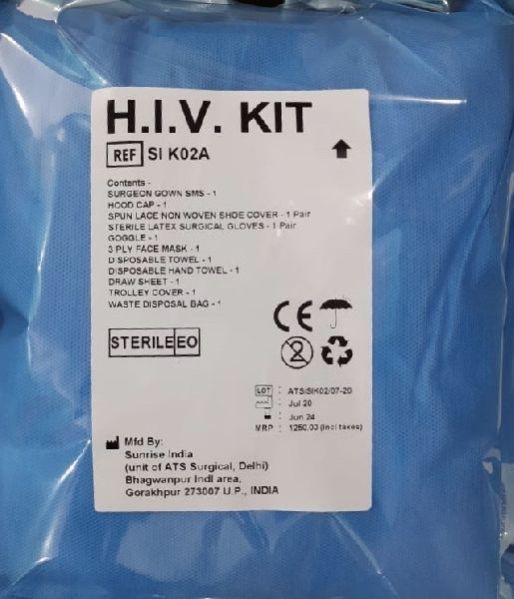 H.I.V. KIT
REF SI K02A
Contents -
SURGEON GOWN SMS - 1
HOOD CAP - 1
SPUN LACE NON WOVEN SHOE COVER - 1 Pair
STERILE LATEX SURGICAL GLOVES - 1 Pair
GOGGLE - 1
3 PLY FACE MASK - 1
DISPOSABLE TOWEL - 1
DISPOSABLE HAND TOWEL - 1
DRAW SHEET - 1
TROLLEY COVER - 1
WASTE DISPOSAL BAG - 1
CE
STERILE EO
2
LOT : ATS/SIK02/07-20
: Jul 20
: Jun 24
MRP : 1250.00 (incl taxes)
Mfd By:
Sunrise India
(unit of ATS Surgical, Delhi)
Bhagwanpur Indl area,
Gorakhpur 273007 U.P., INDIA